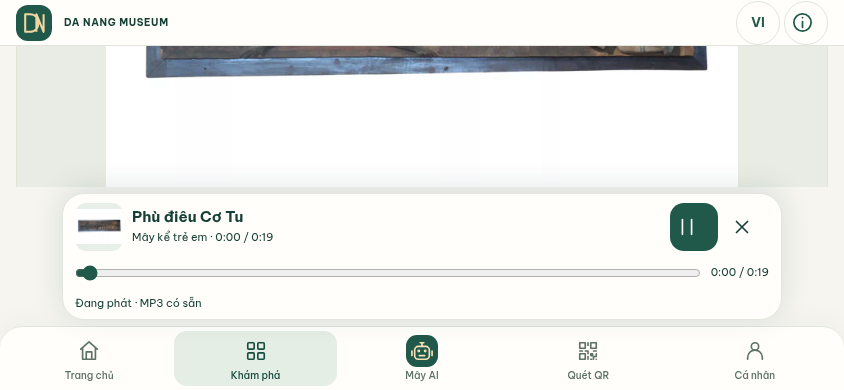 DN
DA NANG MUSEUM
VI
Phù điêu Cơ Tu
Mây kể trẻ em · 0:00 / 0:19
0:00 / 0:19
Đang phát · MP3 có sẵn
Trang chủ
Khám phá
Mây AI
Quét QR
Cá nhân